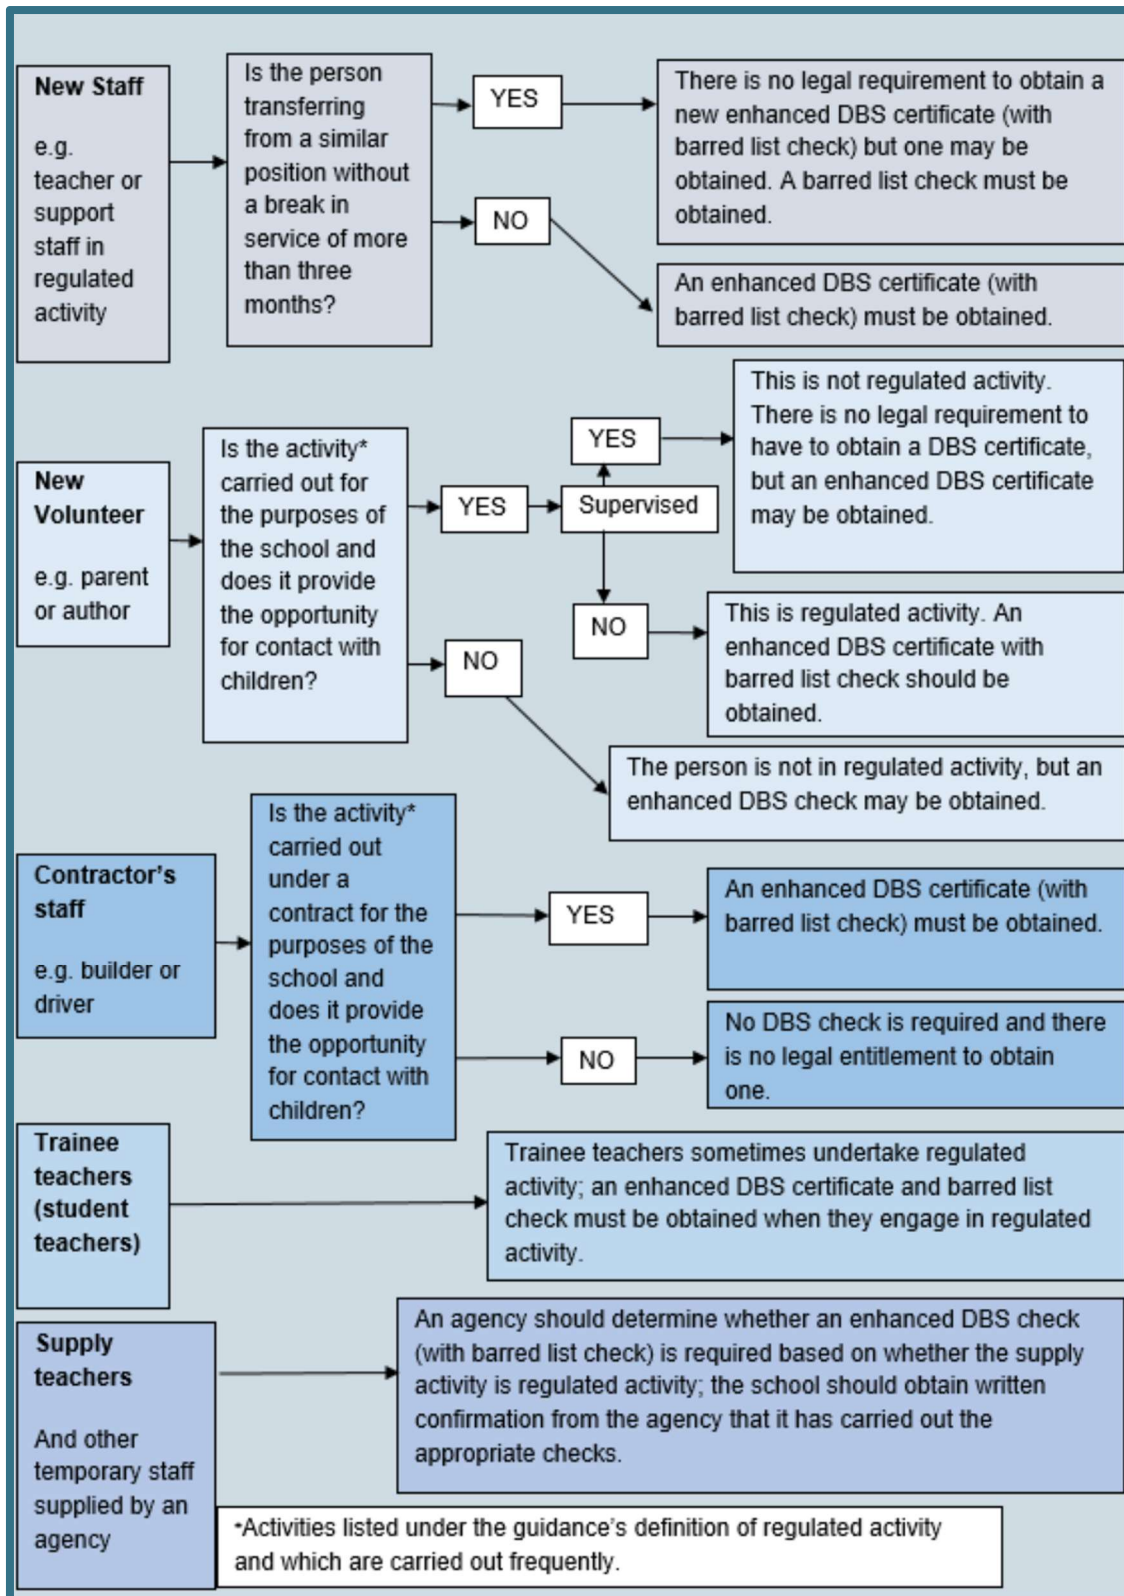 New Staff
e.g.
teacher or
support
staff in
regulated
activity
Is the person
transferring
from a similar
position without
a break in
service of more
than three
months?
YES
There is no legal requirement to obtain a
new enhanced DBS certificate (with
barred list check) but one may be
obtained. A barred list check must be
obtained.
NO
An enhanced DBS certificate (with
barred list check) must be obtained.
New
Volunteer
e.g. parent
or author
Is the activity*
carried out for
the purposes of
the school and
does it provide
the opportunity
for contact with
children?
YES
Supervised
YES
This is not regulated activity.
There is no legal requirement to
have to obtain a DBS certificate,
but an enhanced DBS certificate
may be obtained.
NO
This is regulated activity. An
enhanced DBS certificate with
barred list check should be
obtained.
NO
The person is not in regulated activity, but an
enhanced DBS check may be obtained.
Contractor's
staff
e.g. builder or
driver
Is the activity*
carried out
under a
contract for the
purposes of the
school and
does it provide
the opportunity
for contact with
children?
YES
An enhanced DBS certificate (with
barred list check) must be obtained.
NO
No DBS check is required and there
is no legal entitlement to obtain
one.
Trainee
teachers
(student
teachers)
Trainee teachers sometimes undertake regulated
activity; an enhanced DBS certificate and barred list
check must be obtained when they engage in regulated
activity.
Supply
teachers
And other
temporary staff
supplied by an
agency
An agency should determine whether an enhanced DBS check
(with barred list check) is required based on whether the supply
activity is regulated activity; the school should obtain written
confirmation from the agency that it has carried out the
appropriate checks.
*Activities listed under the guidance's definition of regulated activity
and which are carried out frequently.